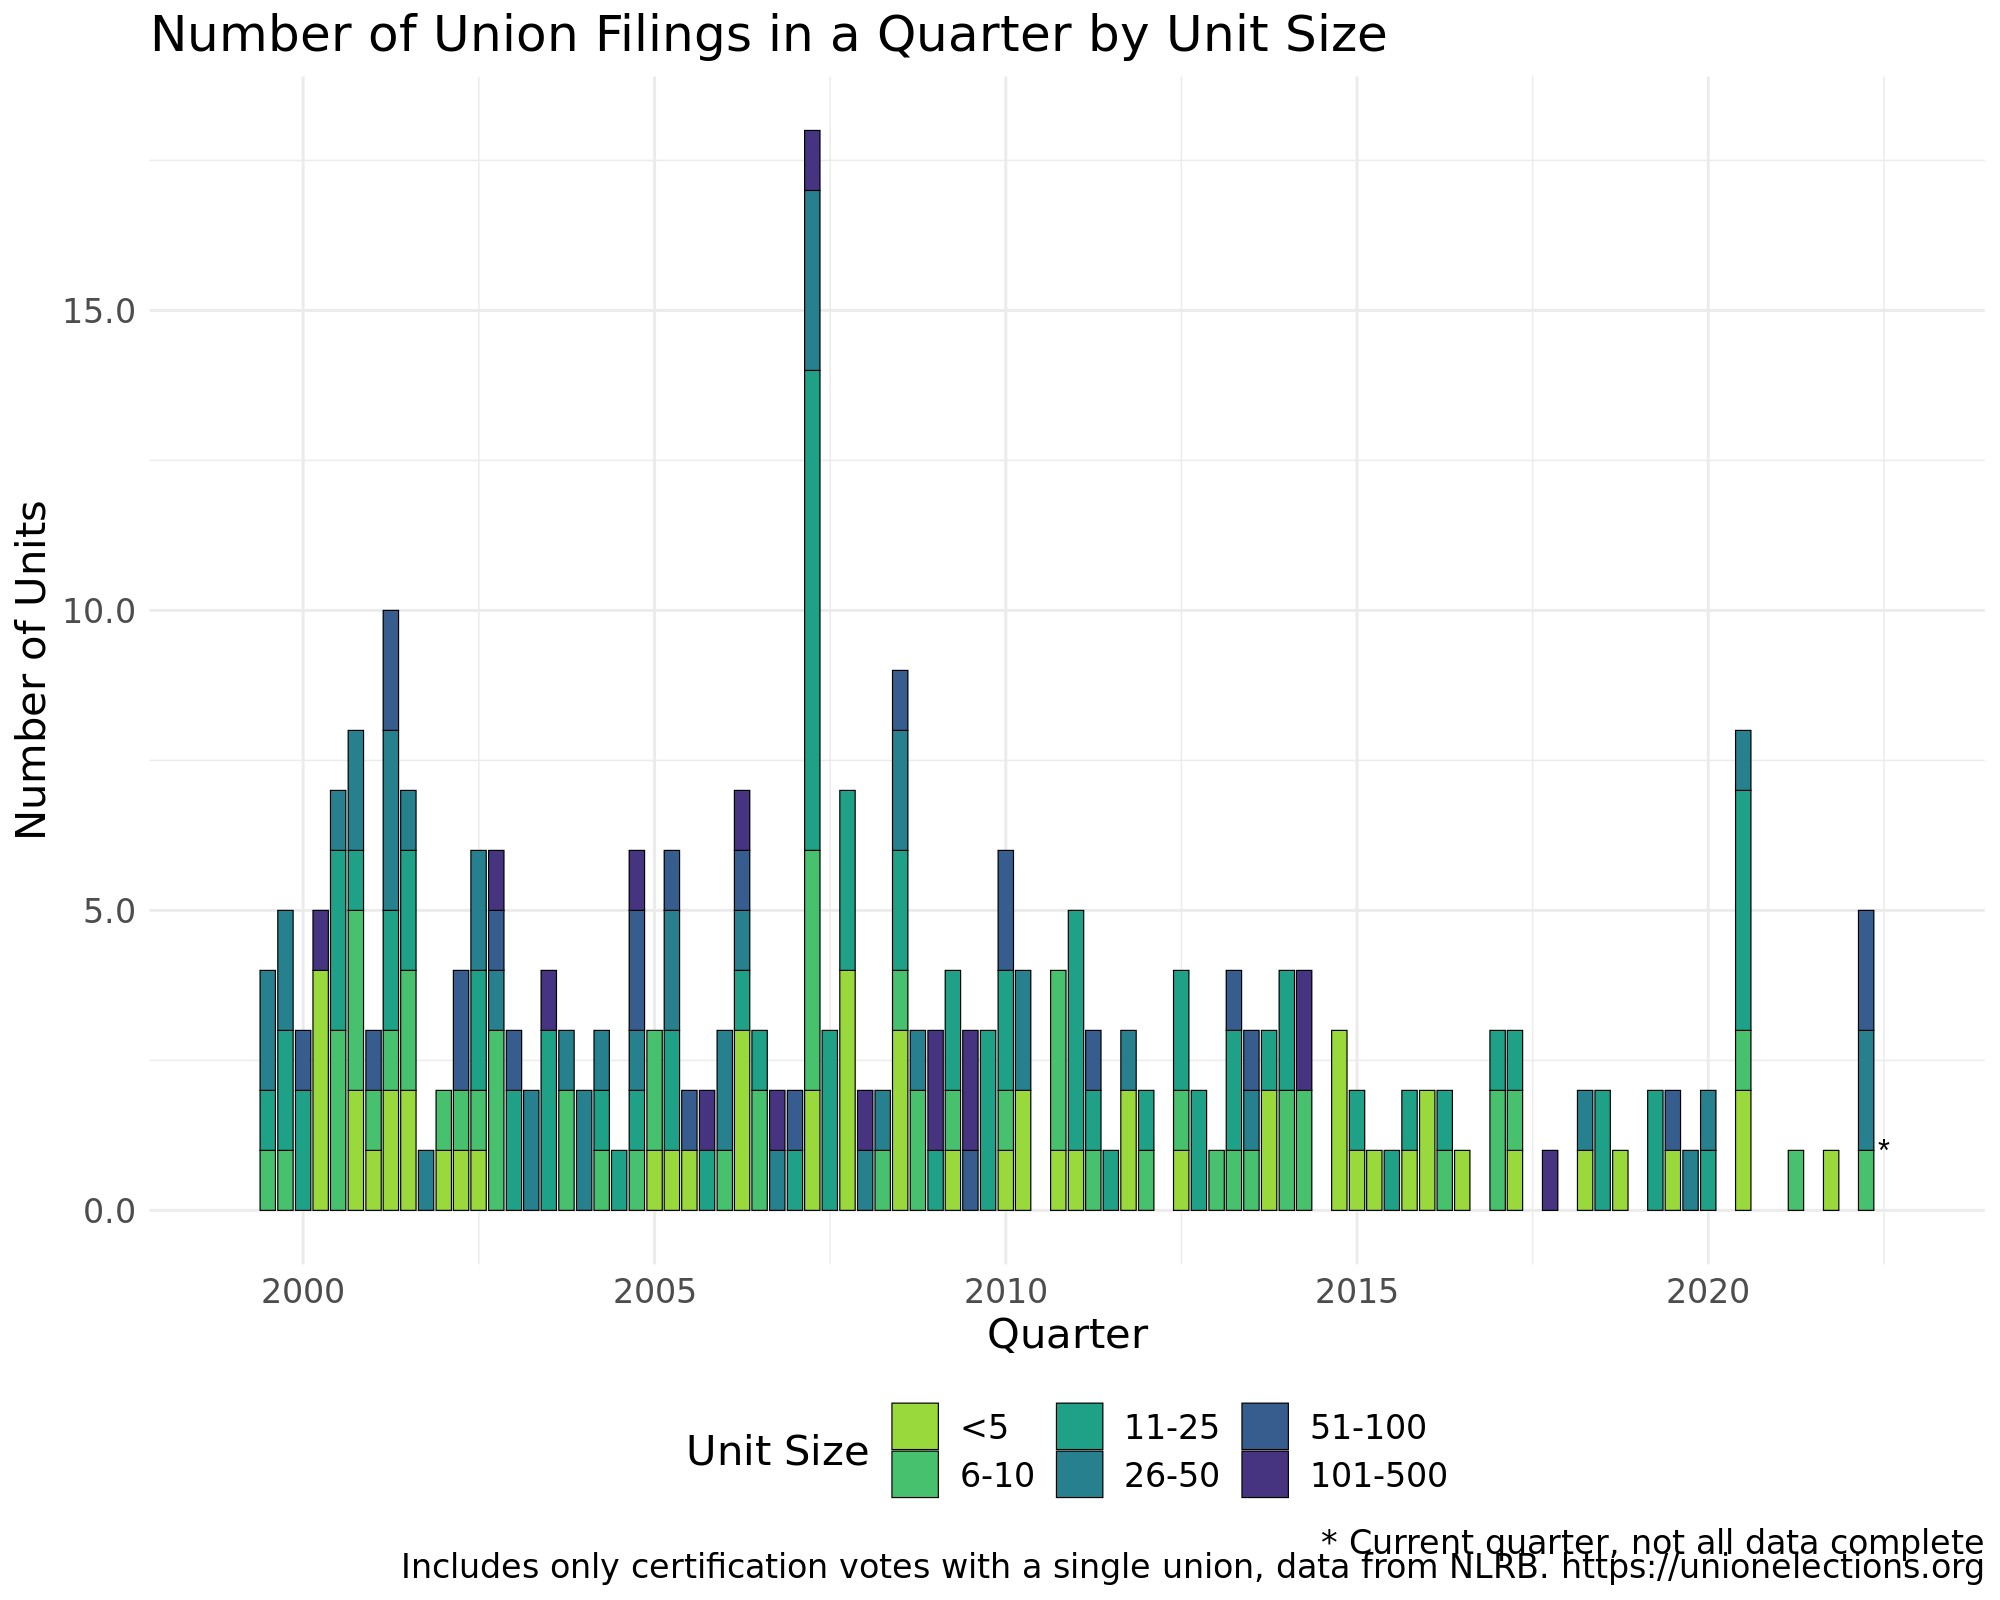 Number of Union Filings in a Quarter by Unit Size
Number of Units
15.0
10.0
5.0
0.0
*
2000 2005 2010 2015 2020
Quarter
Unit Size
<5 11-25 51-100
6-10 26-50 101-500
* Current quarter, not all data complete
Includes only certification votes with a single union, data from NLRB. https://unionelections.org